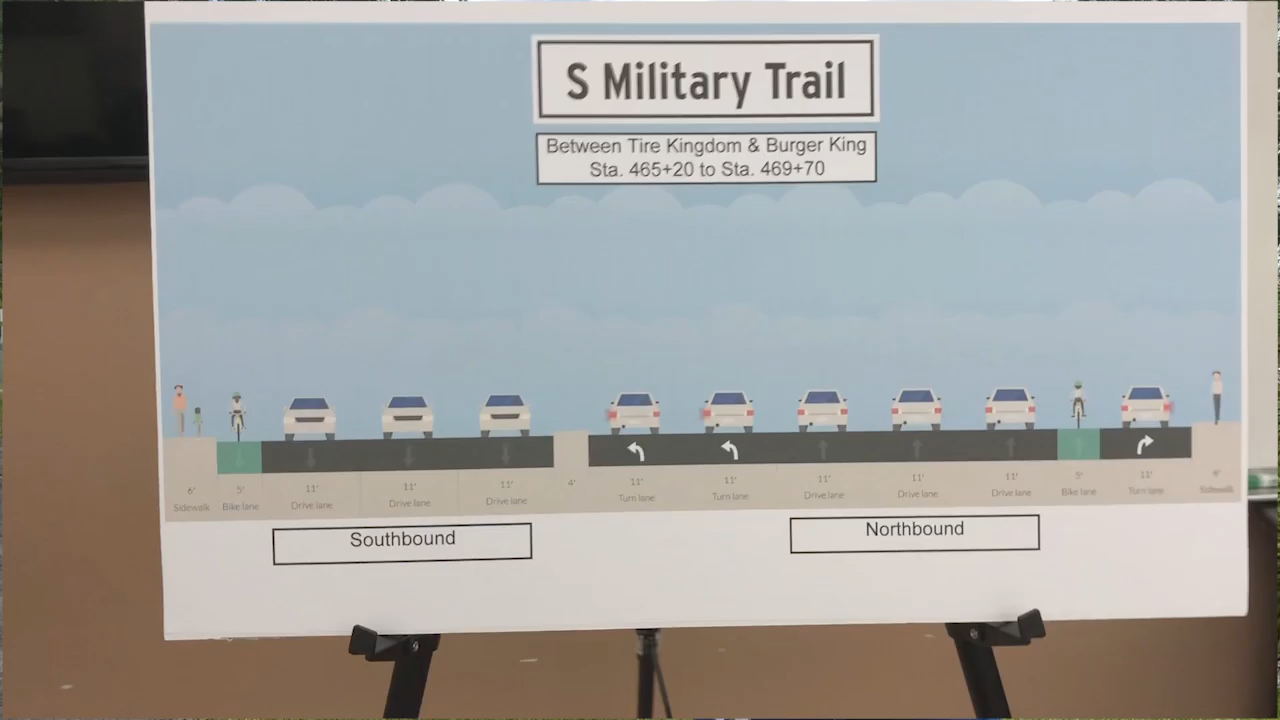 S Military Trail
Between Tire Kingdom & Burger King
Sta. 465+20 to Sta. 469+70
6' 5' 11' 11' 11' 4' 11' 11' 11' 11' 11' 5' 11' 6'
Sidewalk Bike lane Drive lane Drive lane Drive lane Turn lane Turn lane Drive lane Drive lane Drive lane Bike lane Turn lane Sidewalk
Southbound Northbound